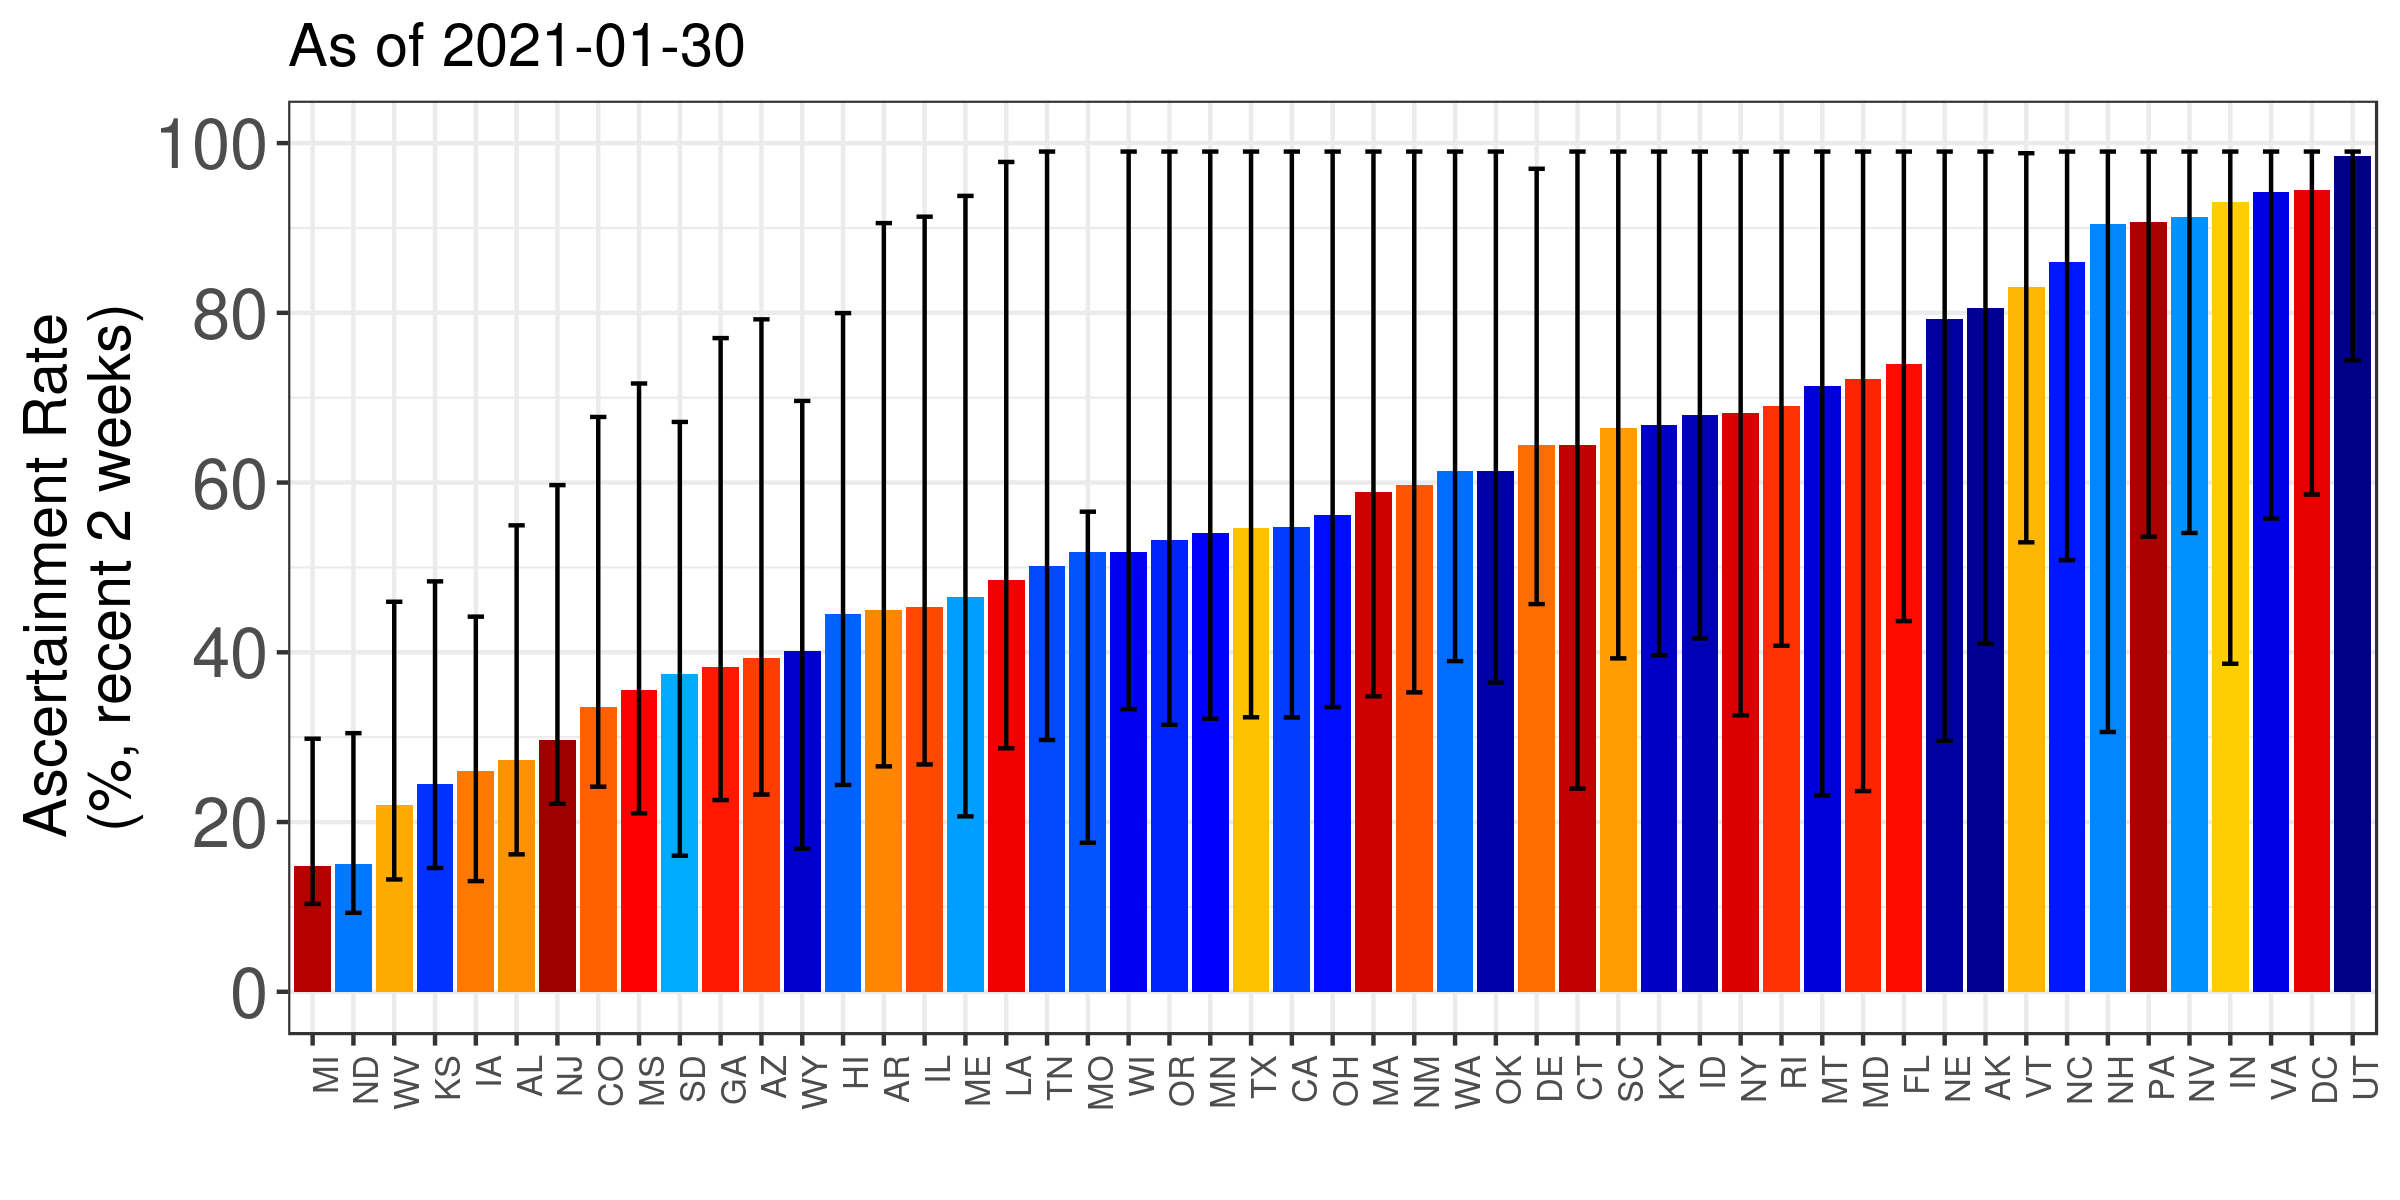 As of 2021-01-30
Ascertainment Rate
(%, recent 2 weeks)
100
80
60
40
20
0
MI ND WV KS IA AL NJ CO MS SD GA AZ WY HI AR IL ME LA TN MO WI OR MN TX CA OH MA NM WA OK DE CT SC KY ID NY RI MT MD FL NE AK VT NC NH PA NV IN VA DC UT